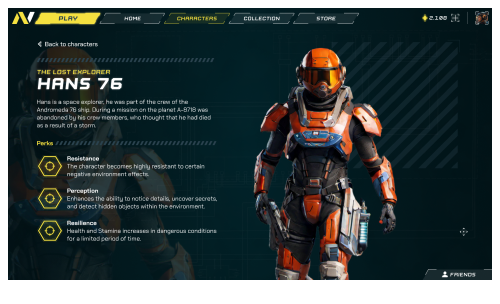 PLAY
HOME
CHARACTERS
COLLECTION
STORE
2.100
Back to characters
THE LOST EXPLORER
HANS 76
Hans is a space explorer, he was part of the crew of the
Andromeda 76 ship. During a mission on the planet A-9718 was
abandoned by his crew members, who thought that he had died
as a result of a storm.
Perks
Resistance
The character becomes highly resistant to certain
negative environment effects.
Perception
Enhances the ability to notice details, uncover secrets,
and detect hidden objects within the environment.
Resilience
Health and Stamina increases in dangerous conditions
for a limited period of time.
FRIENDS